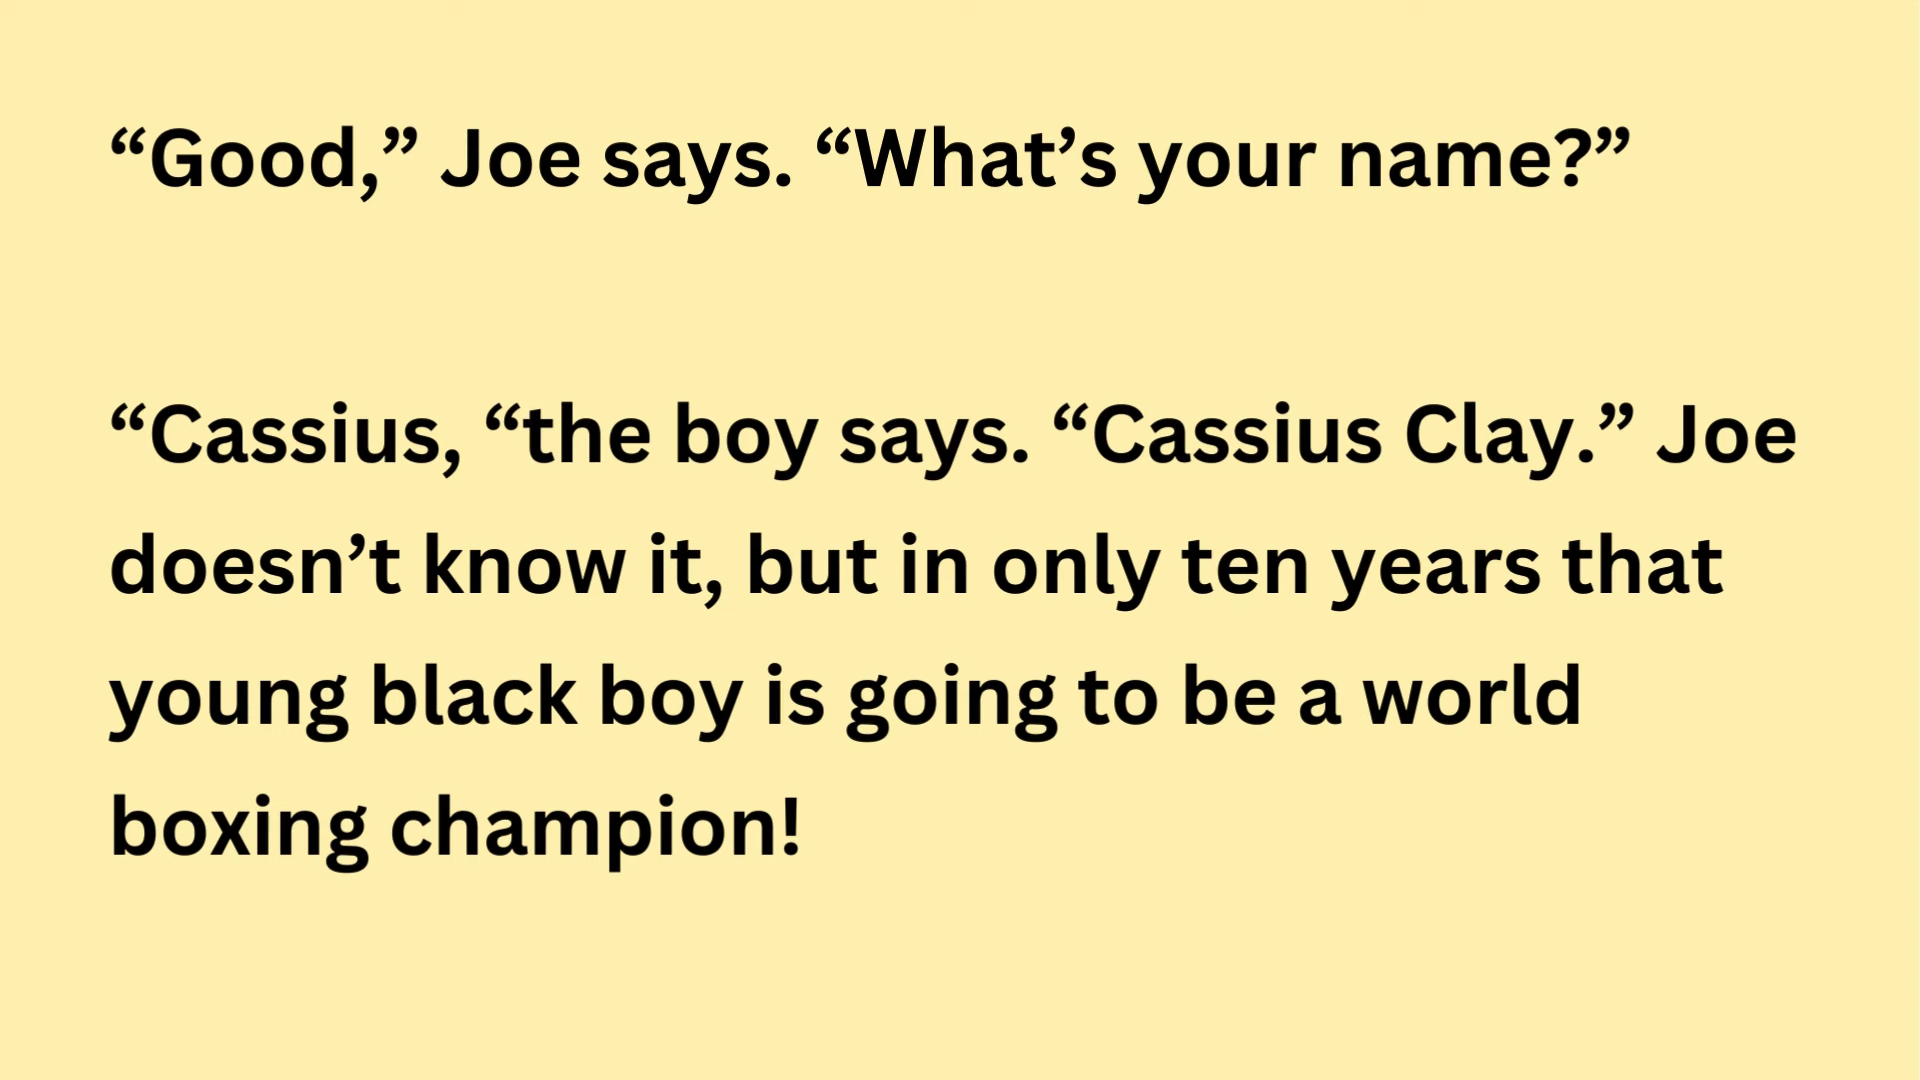 “Good,” Joe says. “What’s your name?”
“Cassius, “the boy says. “Cassius Clay.” Joe
doesn’t know it, but in only ten years that
young black boy is going to be a world
boxing champion!